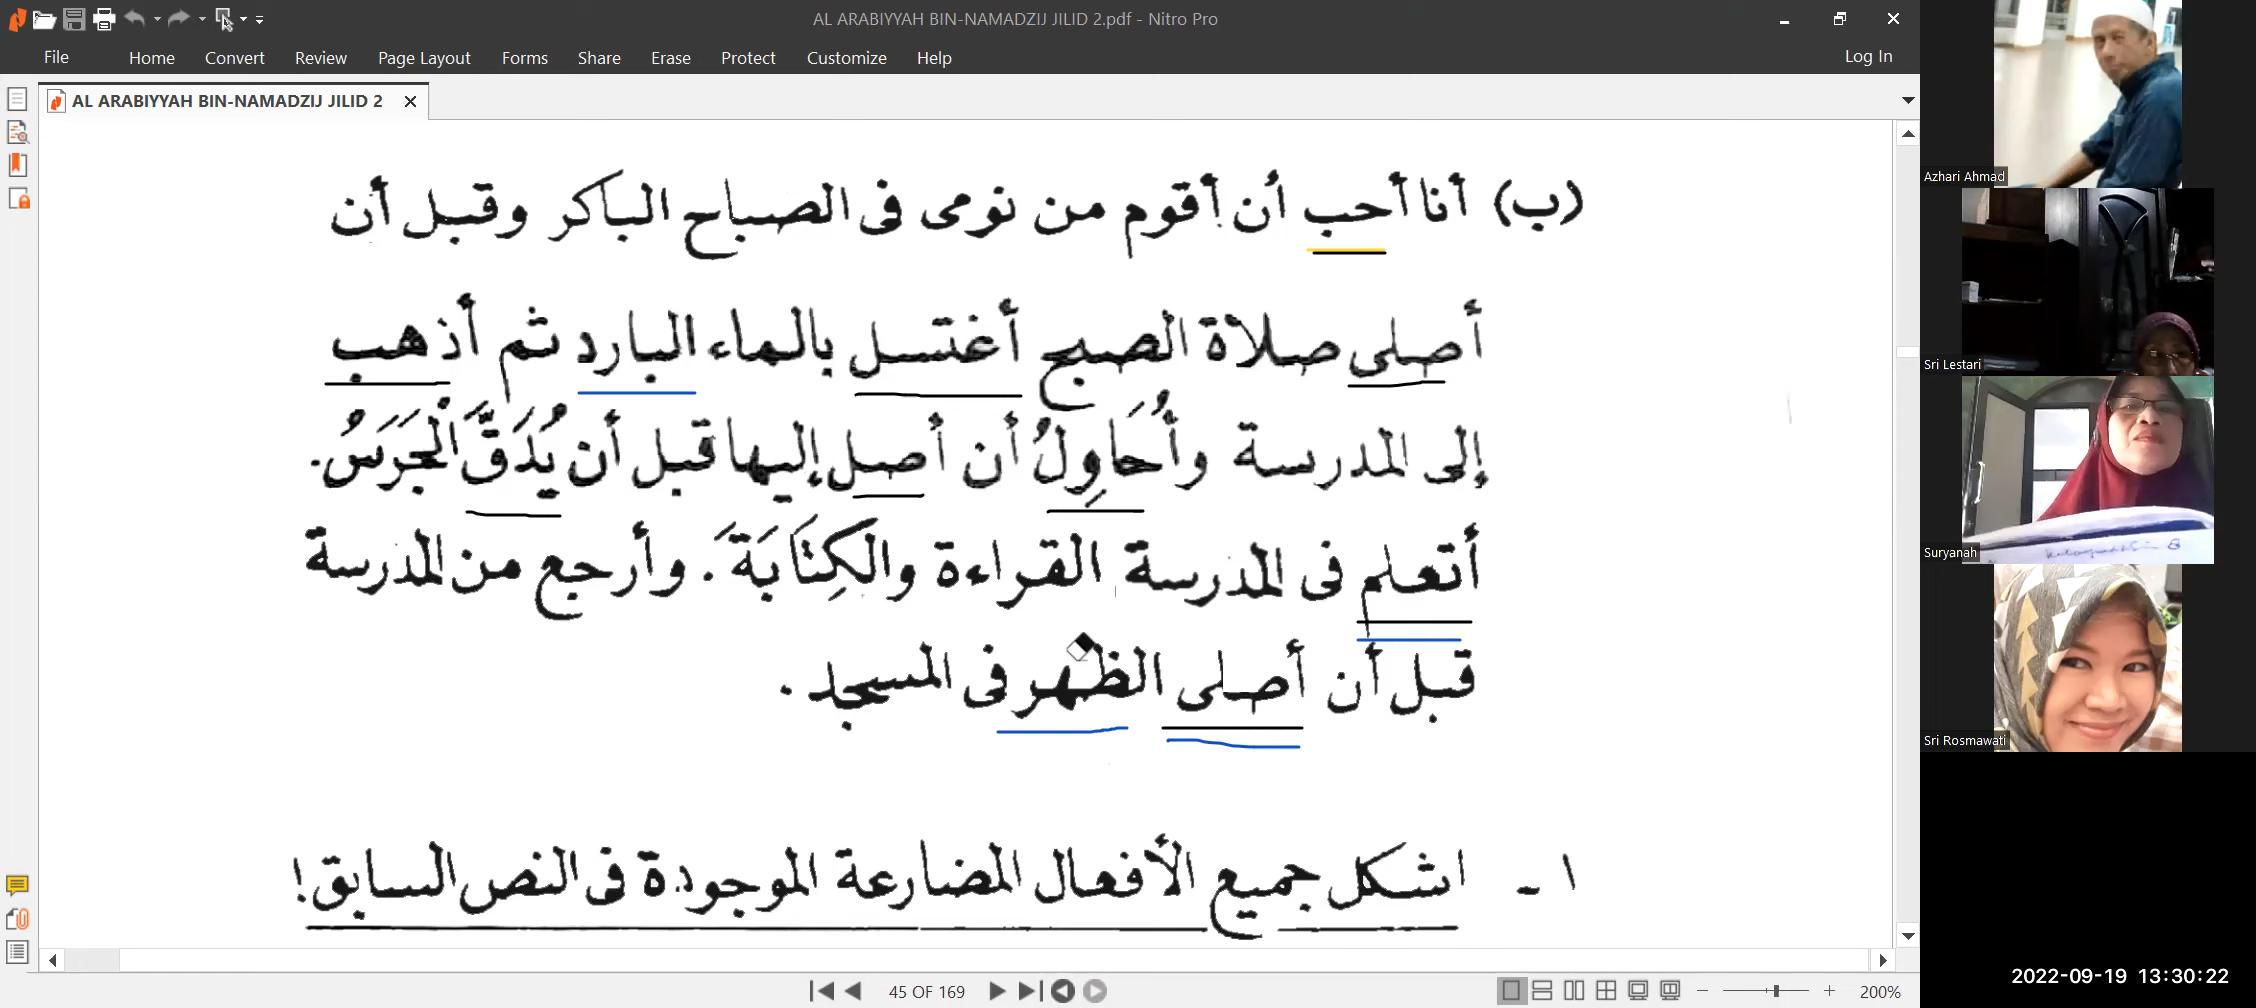 AL ARABIYYAH BIN-NAMADZIJ JILID 2.pdf - Nitro Pro
File Home Convert Review Page Layout Forms Share Erase Protect Customize Help Log In
AL ARABIYYAH BIN-NAMADZIJ JILID 2
(ب) أنا أحب أن أقوم من نومى فى الصباح الباكر وقبل أن
أصلى صلاة الصبح أغتسل بالماء البارد ثم أذهب
إلى المدرسة وأُحَاوِلُ أن أصل إليها قبل أن يُدَقَّ الْجَرَسُ.
أتعلم فى المدرسة القراءة والكِتَابَةَ. وأرجع من المدرسة
قبل أن أصلى الظهر فى المسجد.
١ - اشكل جميع الأفعال المضارعة الموجودة فى النص السابق!
45 OF 169
200%
Azhari Ahmad
Sri Lestari
Suryanah
Sri Rosmawati
2022-09-19 13:30:22